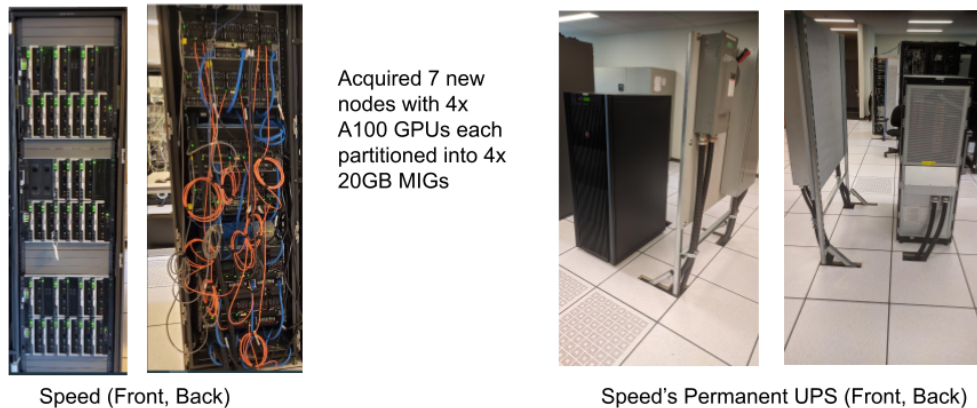 Acquired 7 new
nodes with 4x
A100 GPUs each
partitioned into 4x
20GB MIGs
Speed (Front, Back)
Speed's Permanent UPS (Front, Back)